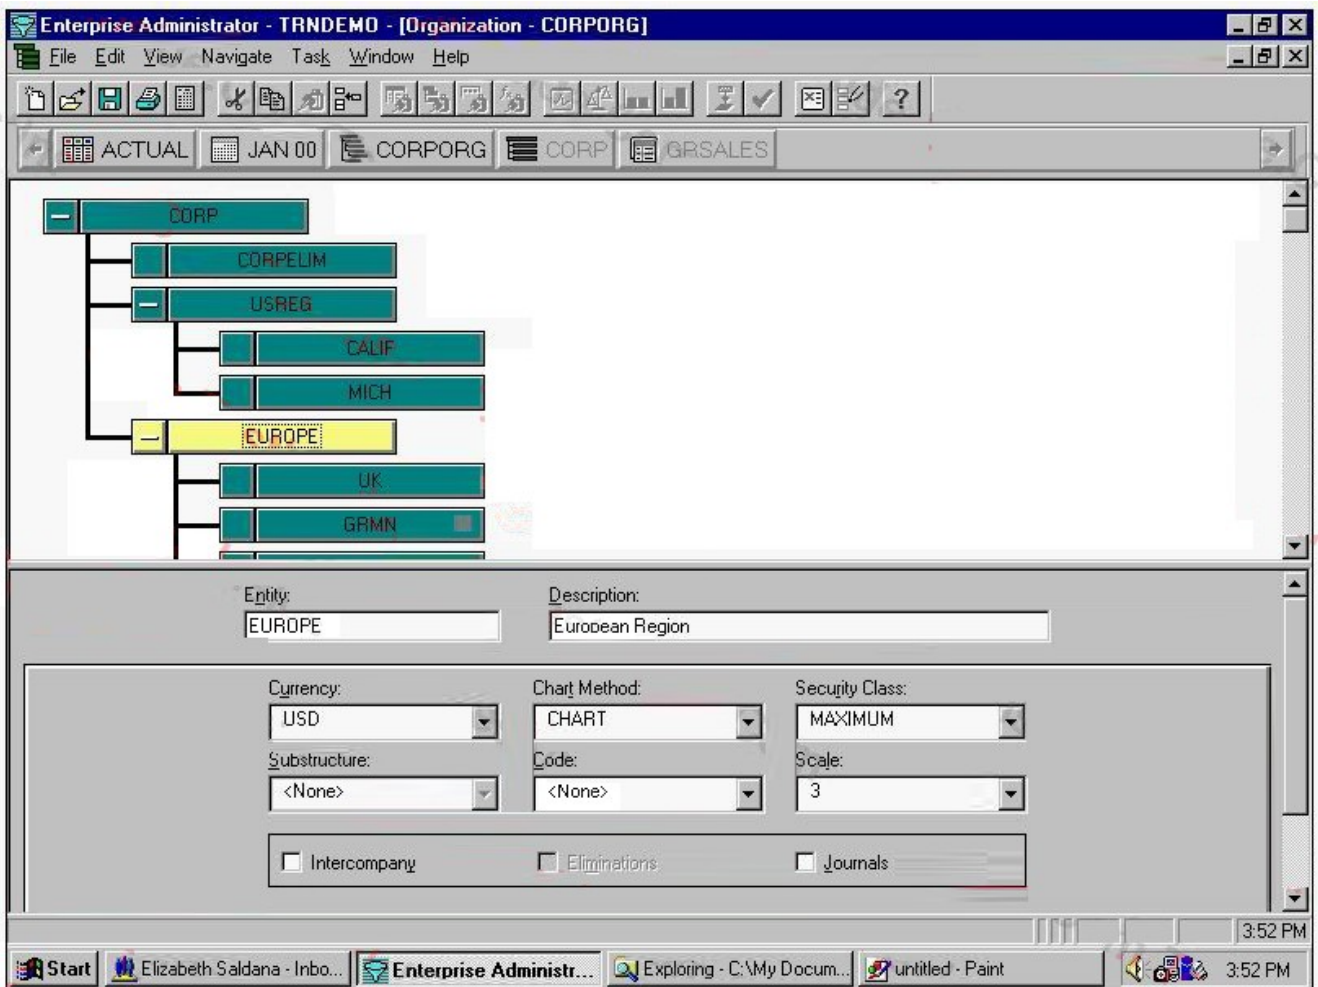 Enterprise Administrator - TRNDEMO - [Organization - CORPORG]
File Edit View Navigate Task Window Help
ACTUAL JAN 00 CORPORG CORP GRSALES
CORP
CORPELIM
USREG
CALIF
MICH
EUROPE
UK
GRMN
Entity: Description:
EUROPE European Region
Currency: Chart Method: Security Class:
USD CHART MAXIMUM
Substructure: Code: Scale:
<None> <None> 3
Intercompany Eliminations Journals
3:52 PM
Start Elizabeth Saldana - Inbo... Enterprise Administr... Exploring - C:\My Docum... untitled - Paint 3:52 PM